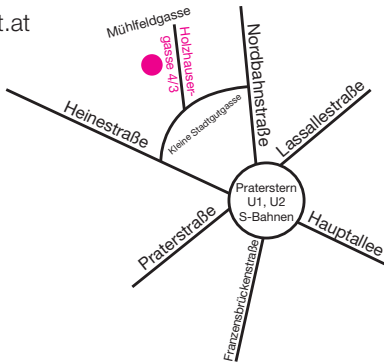 t.at
Mühlfeldgasse
Holzhauser-
gasse 4/3
Nordbahnstraße
Kleine Stadtgutgasse
Heinestraße
Lassallestraße
Praterstern
U1, U2
S-Bahnen
Praterstraße
Hauptallee
Franzensbrückenstraße